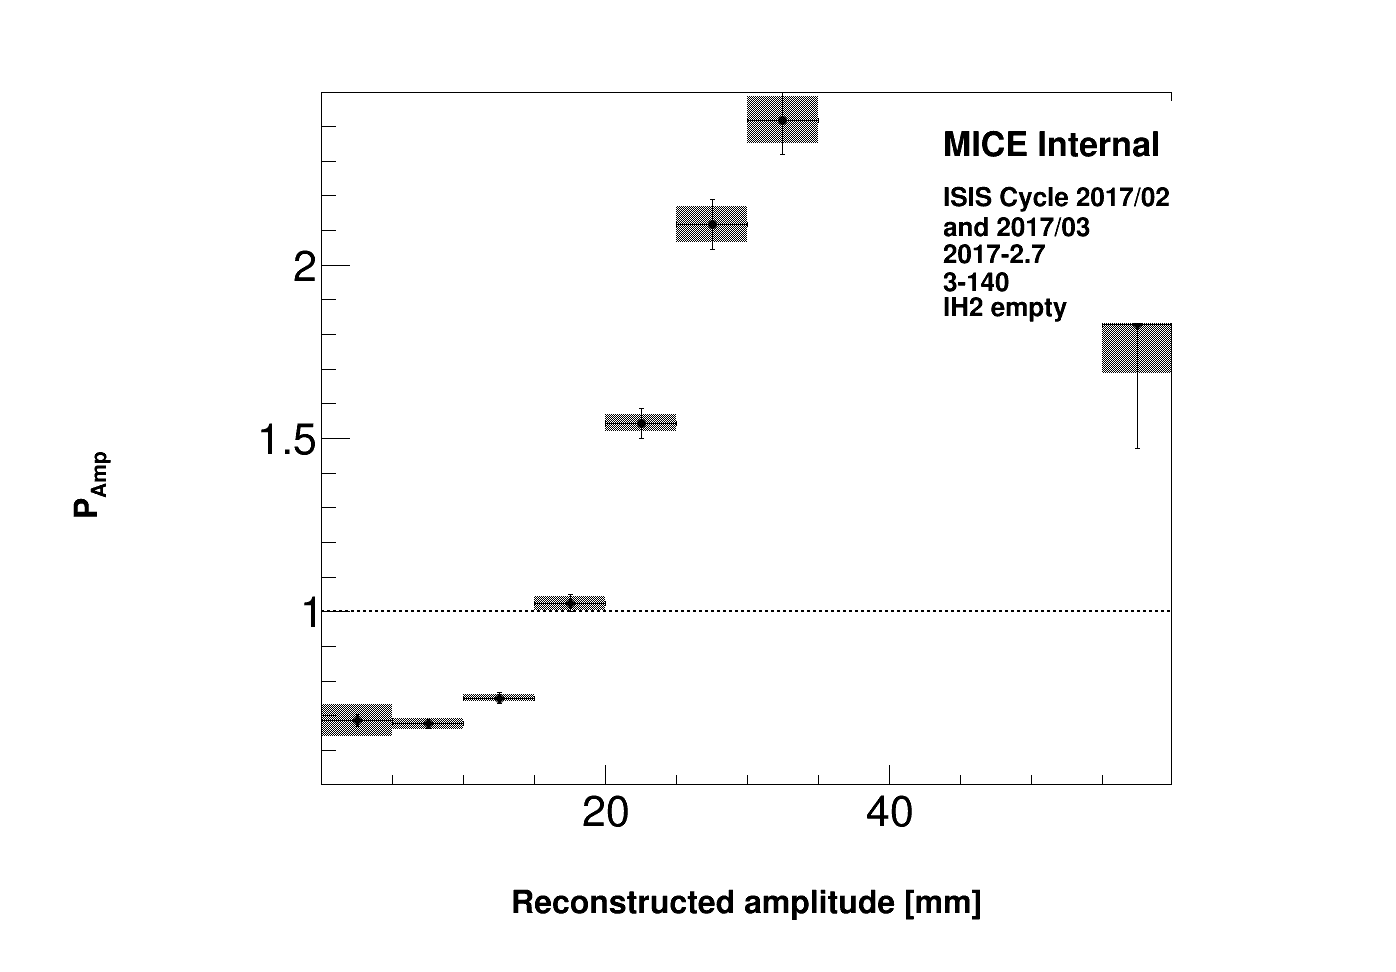 MICE Internal
ISIS Cycle 2017/02
and 2017/03
2017-2.7
3-140
IH2 empty
2
1.5
1
P_Amp
20 40
Reconstructed amplitude [mm]